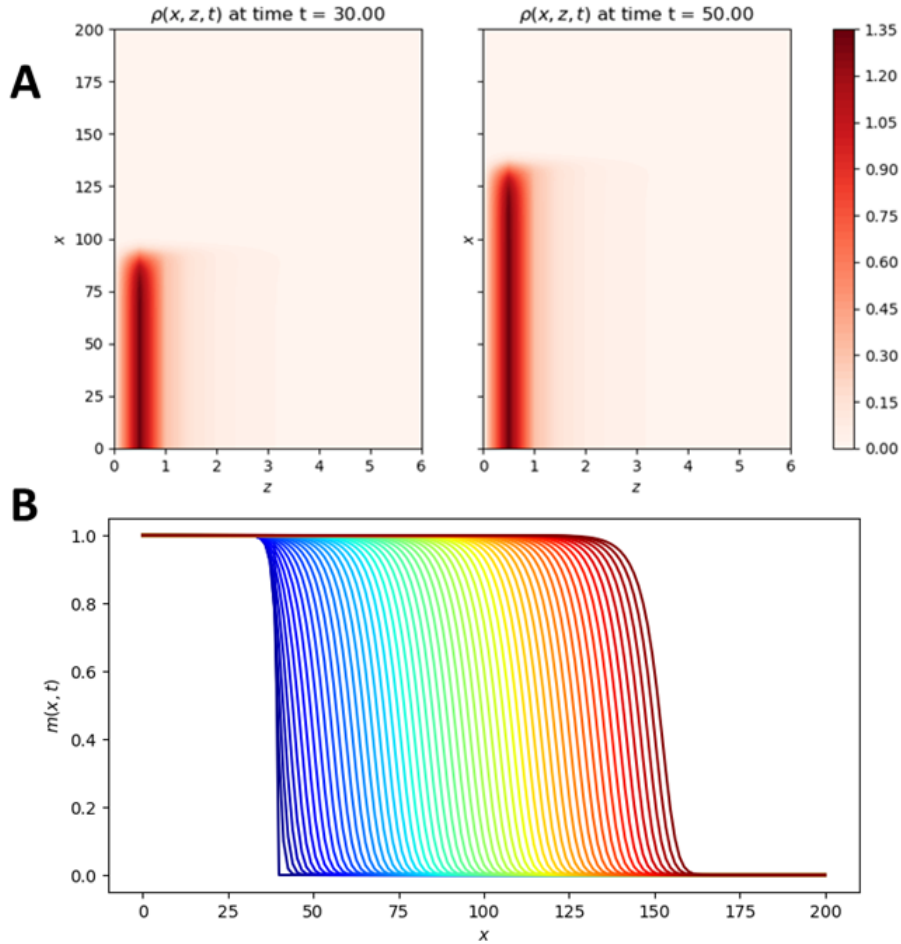 ρ(x, z, t) at time t = 30.00
ρ(x, z, t) at time t = 50.00
A
200
175
150
125
100
75
50
25
0
x
0 1 2 3 4 5 6
z
x
0 1 2 3 4 5 6
z
1.35
1.20
1.05
0.90
0.75
0.60
0.45
0.30
0.15
0.00
B
1.0
0.8
0.6
0.4
0.2
0.0
m(x, t)
0 25 50 75 100 125 150 175 200
x